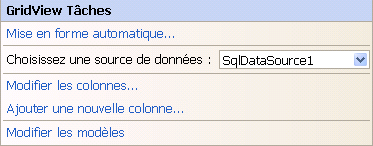 GridView Tâches
Mise en forme automatique...
Choisissez une source de données : SqlDataSource1
Modifier les colonnes...
Ajouter une nouvelle colonne...
Modifier les modèles